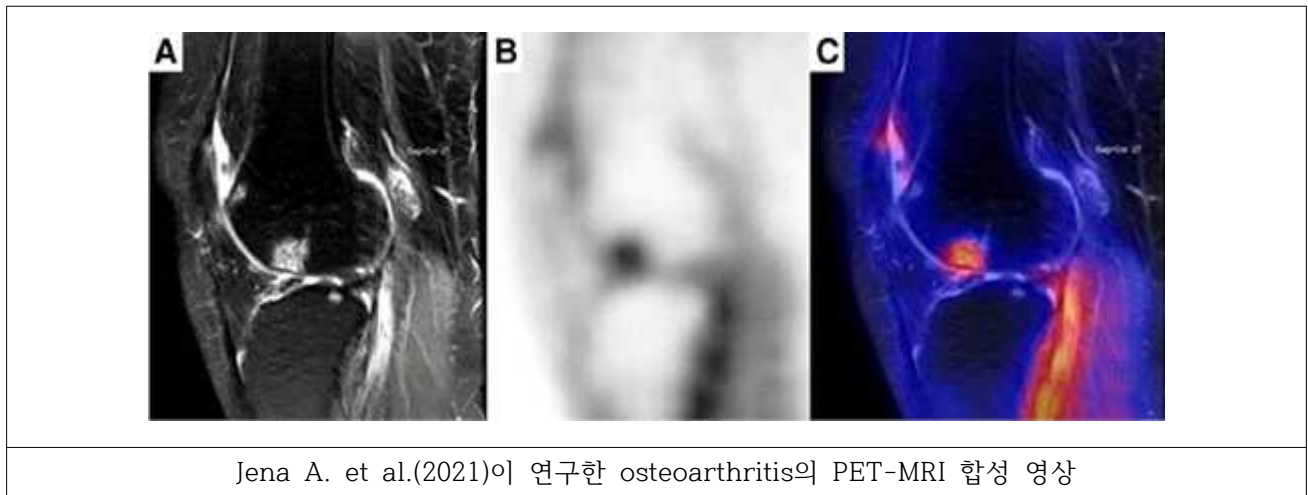 A B C
Jena A. et al.(2021)이 연구한 osteoarthritis의 PET-MRI 합성 영상